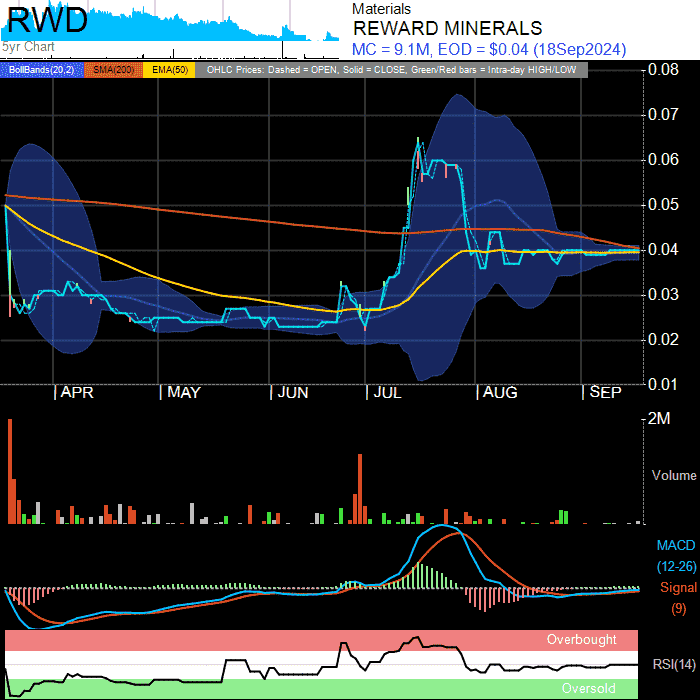 RWD
5yr Chart
Materials
REWARD MINERALS
MC = 9.1M, EOD = $0.04 (18Sep2024)
BollBands(20,2) SMA(200) EMA(50) OHLC Prices: Dashed = OPEN, Solid = CLOSE, Green/Red bars = Intra-day HIGH/LOW
0.08
0.07
0.06
0.05
0.04
0.03
0.02
0.01
APR MAY JUN JUL AUG SEP
2M
Volume
MACD
(12-26)
Signal
(9)
Overbought
RSI(14)
Oversold